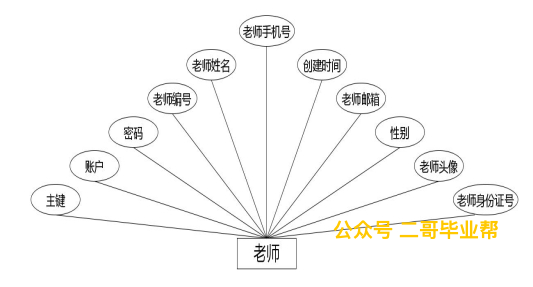 老师手机号
老师姓名
创建时间
老师编号
老师邮箱
密码
性别
账户
老师头像
主键
老师身份证号
公众号 二哥毕业帮
老师